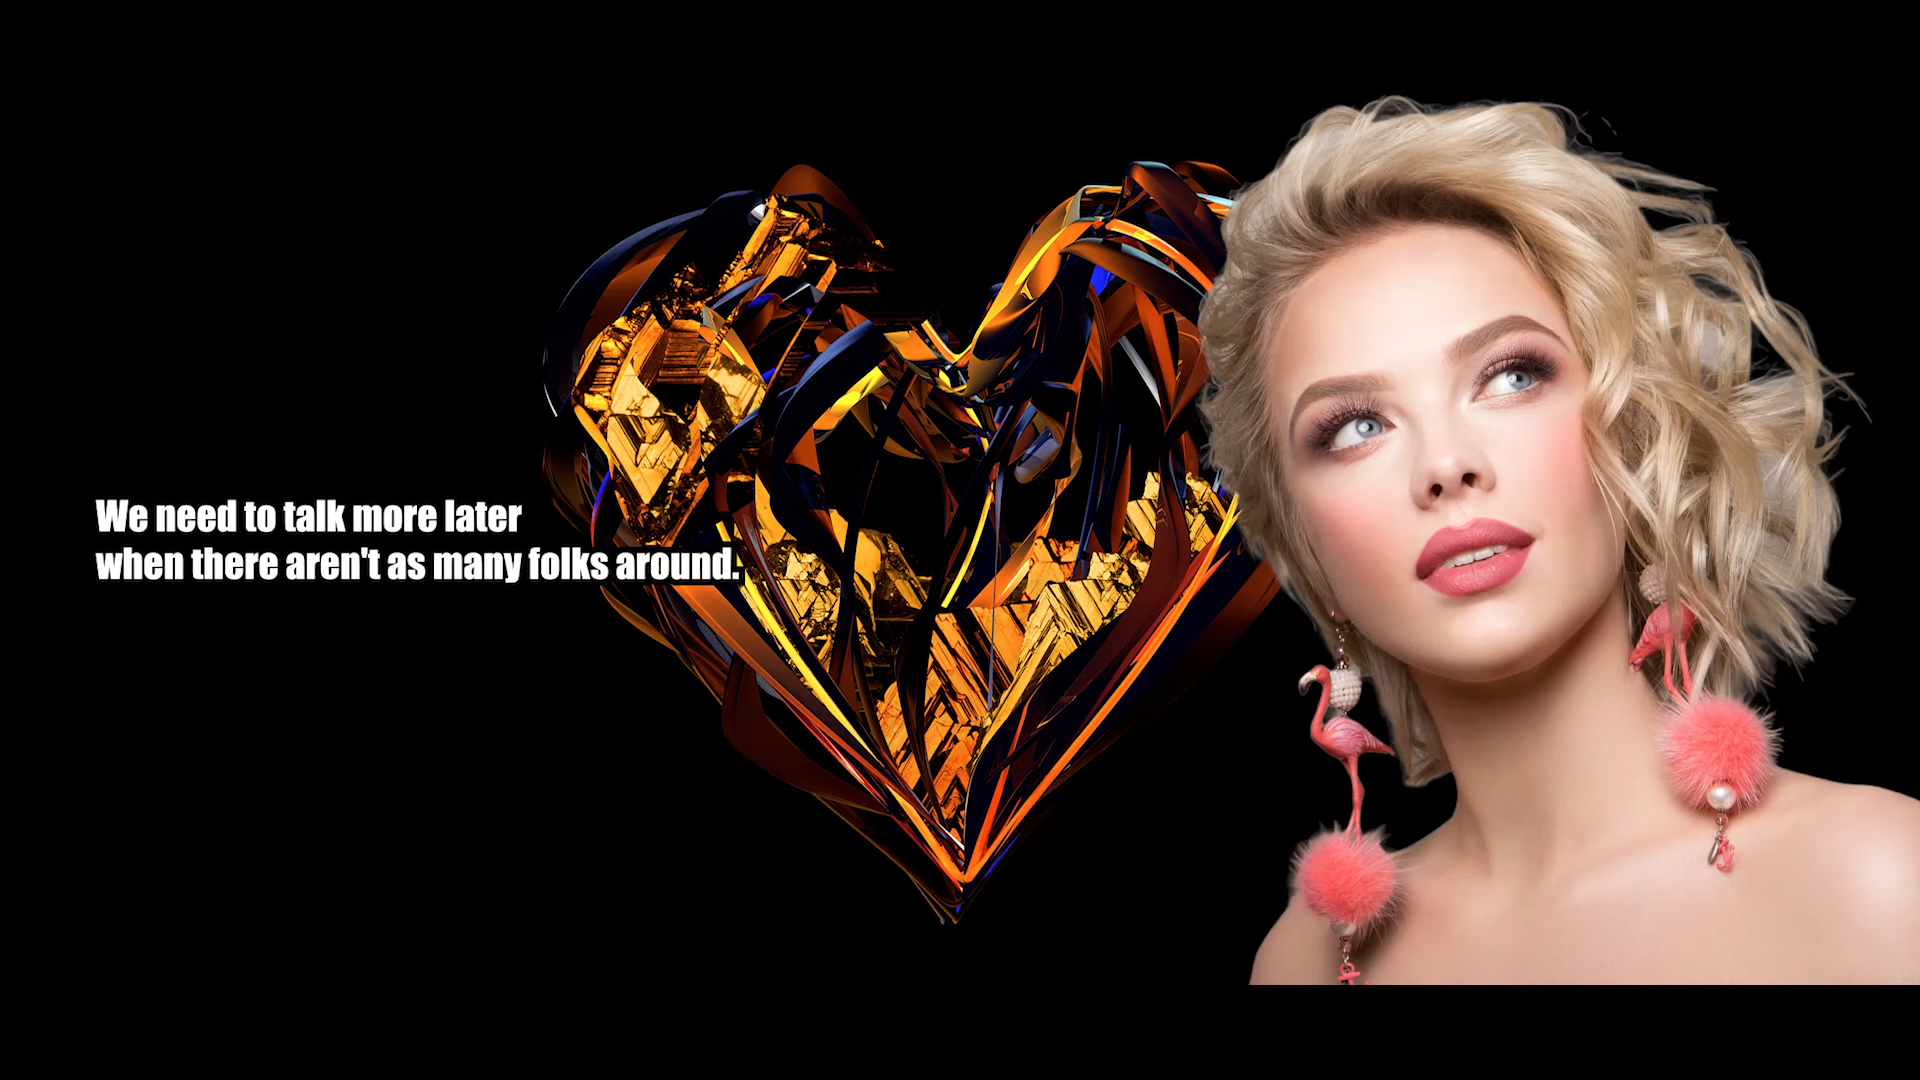 We need to talk more later
when there aren't as many folks around.